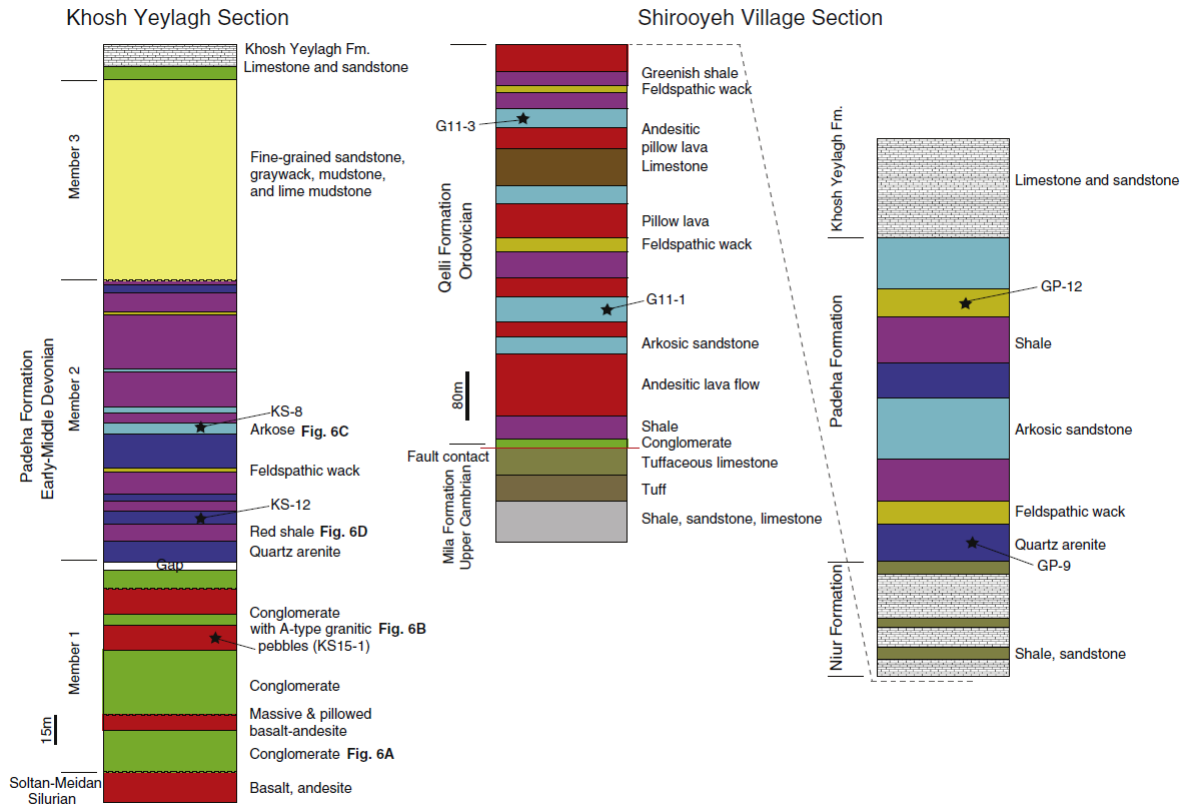 Khosh Yeylagh Section
Khosh Yeylagh Fm.
Limestone and sandstone
Member 3
Fine-grained sandstone,
graywack, mudstone,
and lime mudstone
Padeha Formation
Early-Middle Devonian
Member 2
KS-8
Arkose Fig. 6C
Feldspathic wack
KS-12
Red shale Fig. 6D
Quartz arenite
Gap
Member 1
Conglomerate
with A-type granitic Fig. 6B
pebbles (KS15-1)
Conglomerate
Massive & pillowed
basalt-andesite
15m
Conglomerate Fig. 6A
Soltan-Meidan
Silurian
Basalt, andesite
Shirooyeh Village Section
Greenish shale
Feldspathic wack
G11-3
Andesitic
pillow lava
Limestone
Qelli Formation
Ordovician
Pillow lava
Feldspathic wack
G11-1
Arkosic sandstone
80m
Andesitic lava flow
Shale
Conglomerate
Fault contact
Tuffaceous limestone
Mila Formation
Upper Cambrian
Tuff
Shale, sandstone, limestone
Khosh Yeylagh Fm.
Limestone and sandstone
Padeha Formation
GP-12
Shale
Arkosic sandstone
Feldspathic wack
Quartz arenite
GP-9
Niur Formation
Shale, sandstone